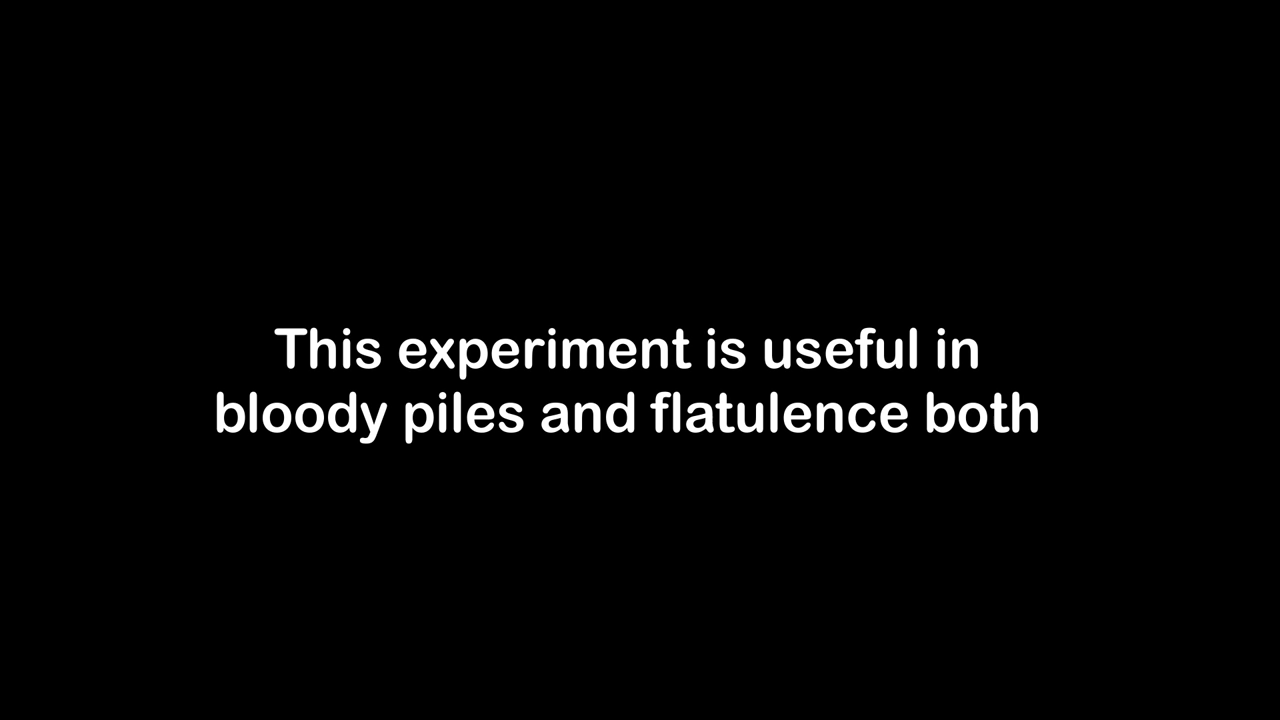 This experiment is useful in
bloody piles and flatulence both